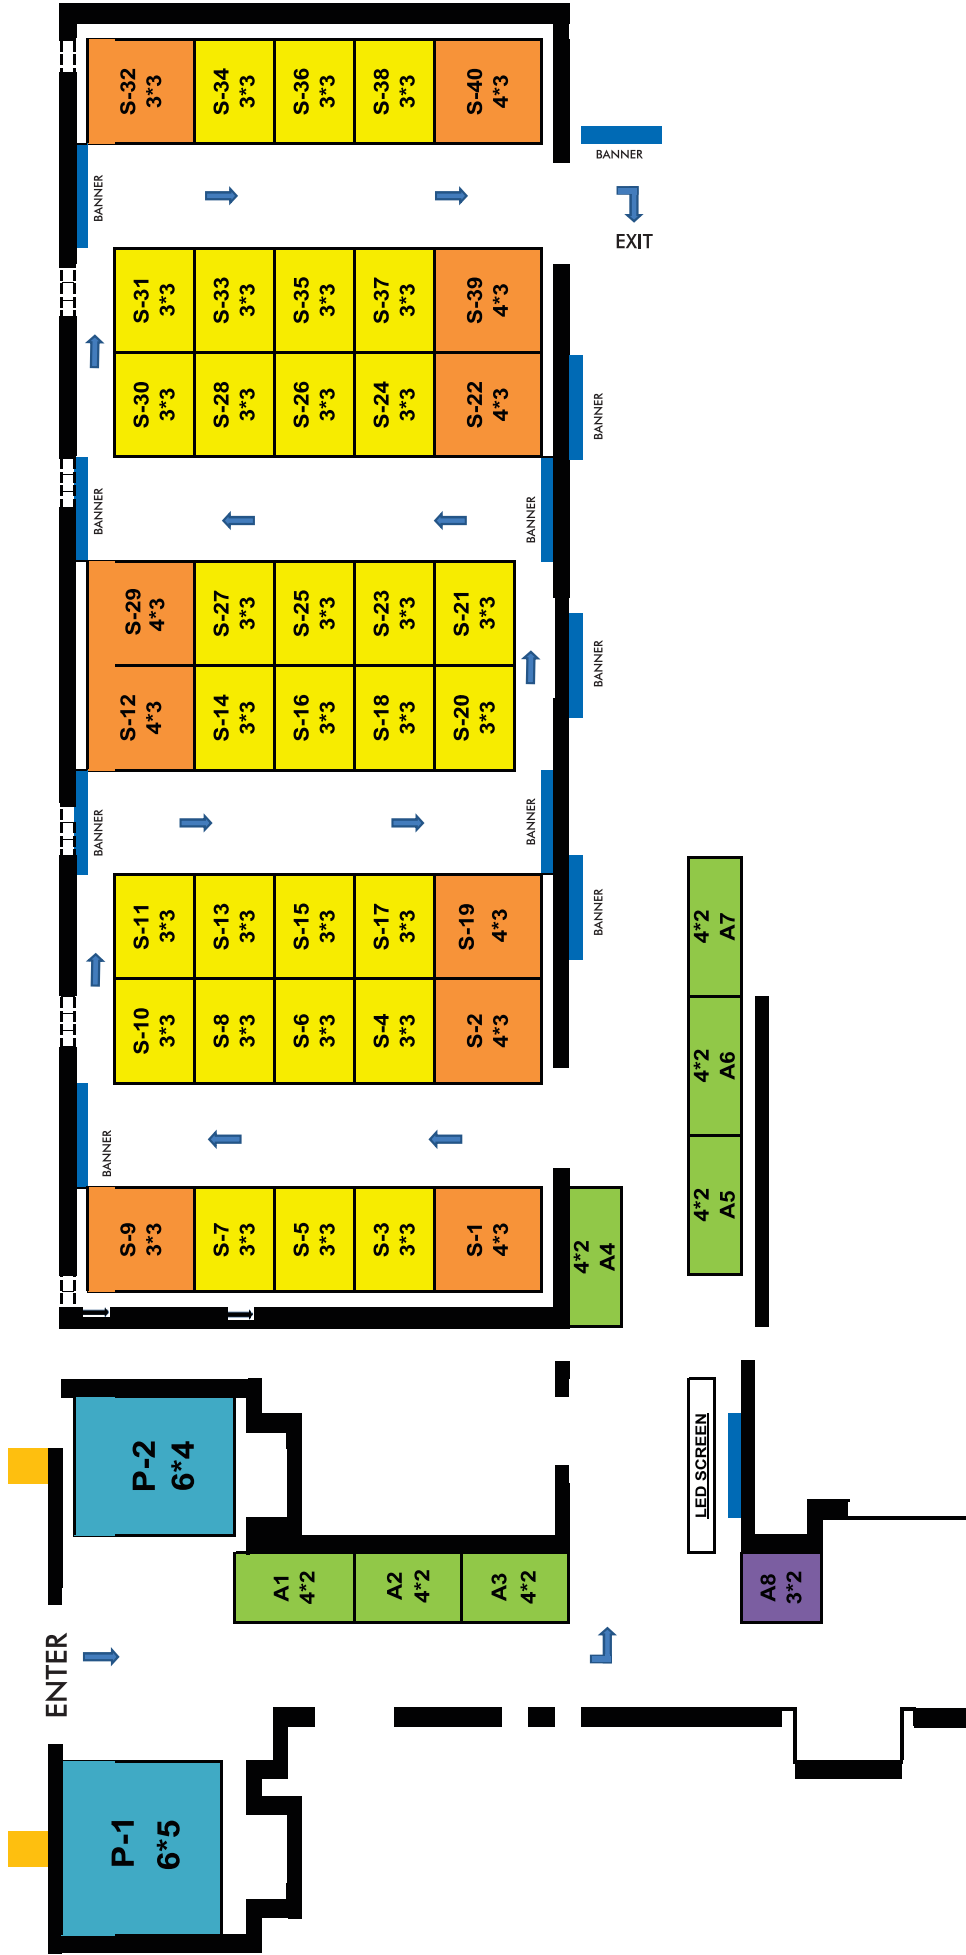 S-32
3*3
S-34
3*3
S-36
3*3
S-38
3*3
S-40
4*3
BANNER
BANNER
EXIT
S-31
3*3
S-33
3*3
S-35
3*3
S-37
3*3
S-39
4*3
S-30
3*3
S-28
3*3
S-26
3*3
S-24
3*3
S-22
4*3
BANNER
BANNER
BANNER
S-29
4*3
S-27
3*3
S-25
3*3
S-23
3*3
S-21
3*3
S-12
4*3
S-14
3*3
S-16
3*3
S-18
3*3
S-20
3*3
BANNER
BANNER
BANNER
S-11
3*3
S-13
3*3
S-15
3*3
S-17
3*3
S-19
4*3
BANNER
S-10
3*3
S-8
3*3
S-6
3*3
S-4
3*3
S-2
4*3
4*2
A7
4*2
A6
4*2
A5
BANNER
S-9
3*3
S-7
3*3
S-5
3*3
S-3
3*3
S-1
4*3
4*2
A4
P-2
6*4
LED SCREEN
A1
4*2
A2
4*2
A3
4*2
A8
3*2
ENTER
P-1
6*5